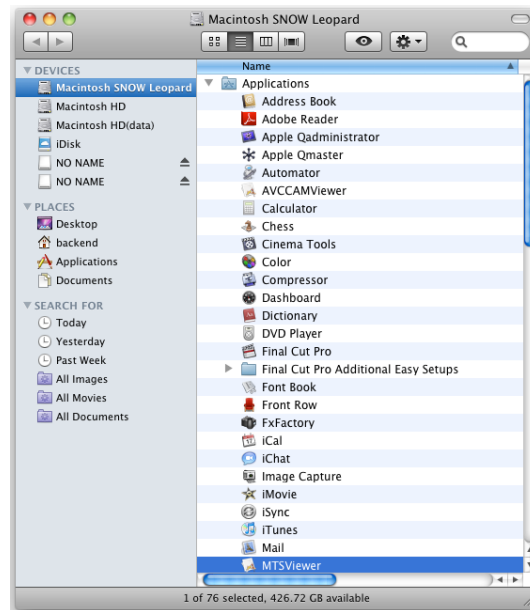 Macintosh SNOW Leopard
Name
DEVICES
Macintosh SNOW Leopard
Macintosh HD
Macintosh HD(data)
iDisk
NO NAME
NO NAME
PLACES
Desktop
backend
Applications
Documents
SEARCH FOR
Today
Yesterday
Past Week
All Images
All Movies
All Documents
Applications
Address Book
Adobe Reader
Apple Qadministrator
Apple Qmaster
Automator
AVCCAMViewer
Calculator
Chess
Cinema Tools
Color
Compressor
Dashboard
Dictionary
DVD Player
Final Cut Pro
Final Cut Pro Additional Easy Setups
Font Book
Front Row
FxFactory
iCal
iChat
Image Capture
iMovie
iSync
iTunes
Mail
MTSViewer
1 of 76 selected, 426.72 GB available